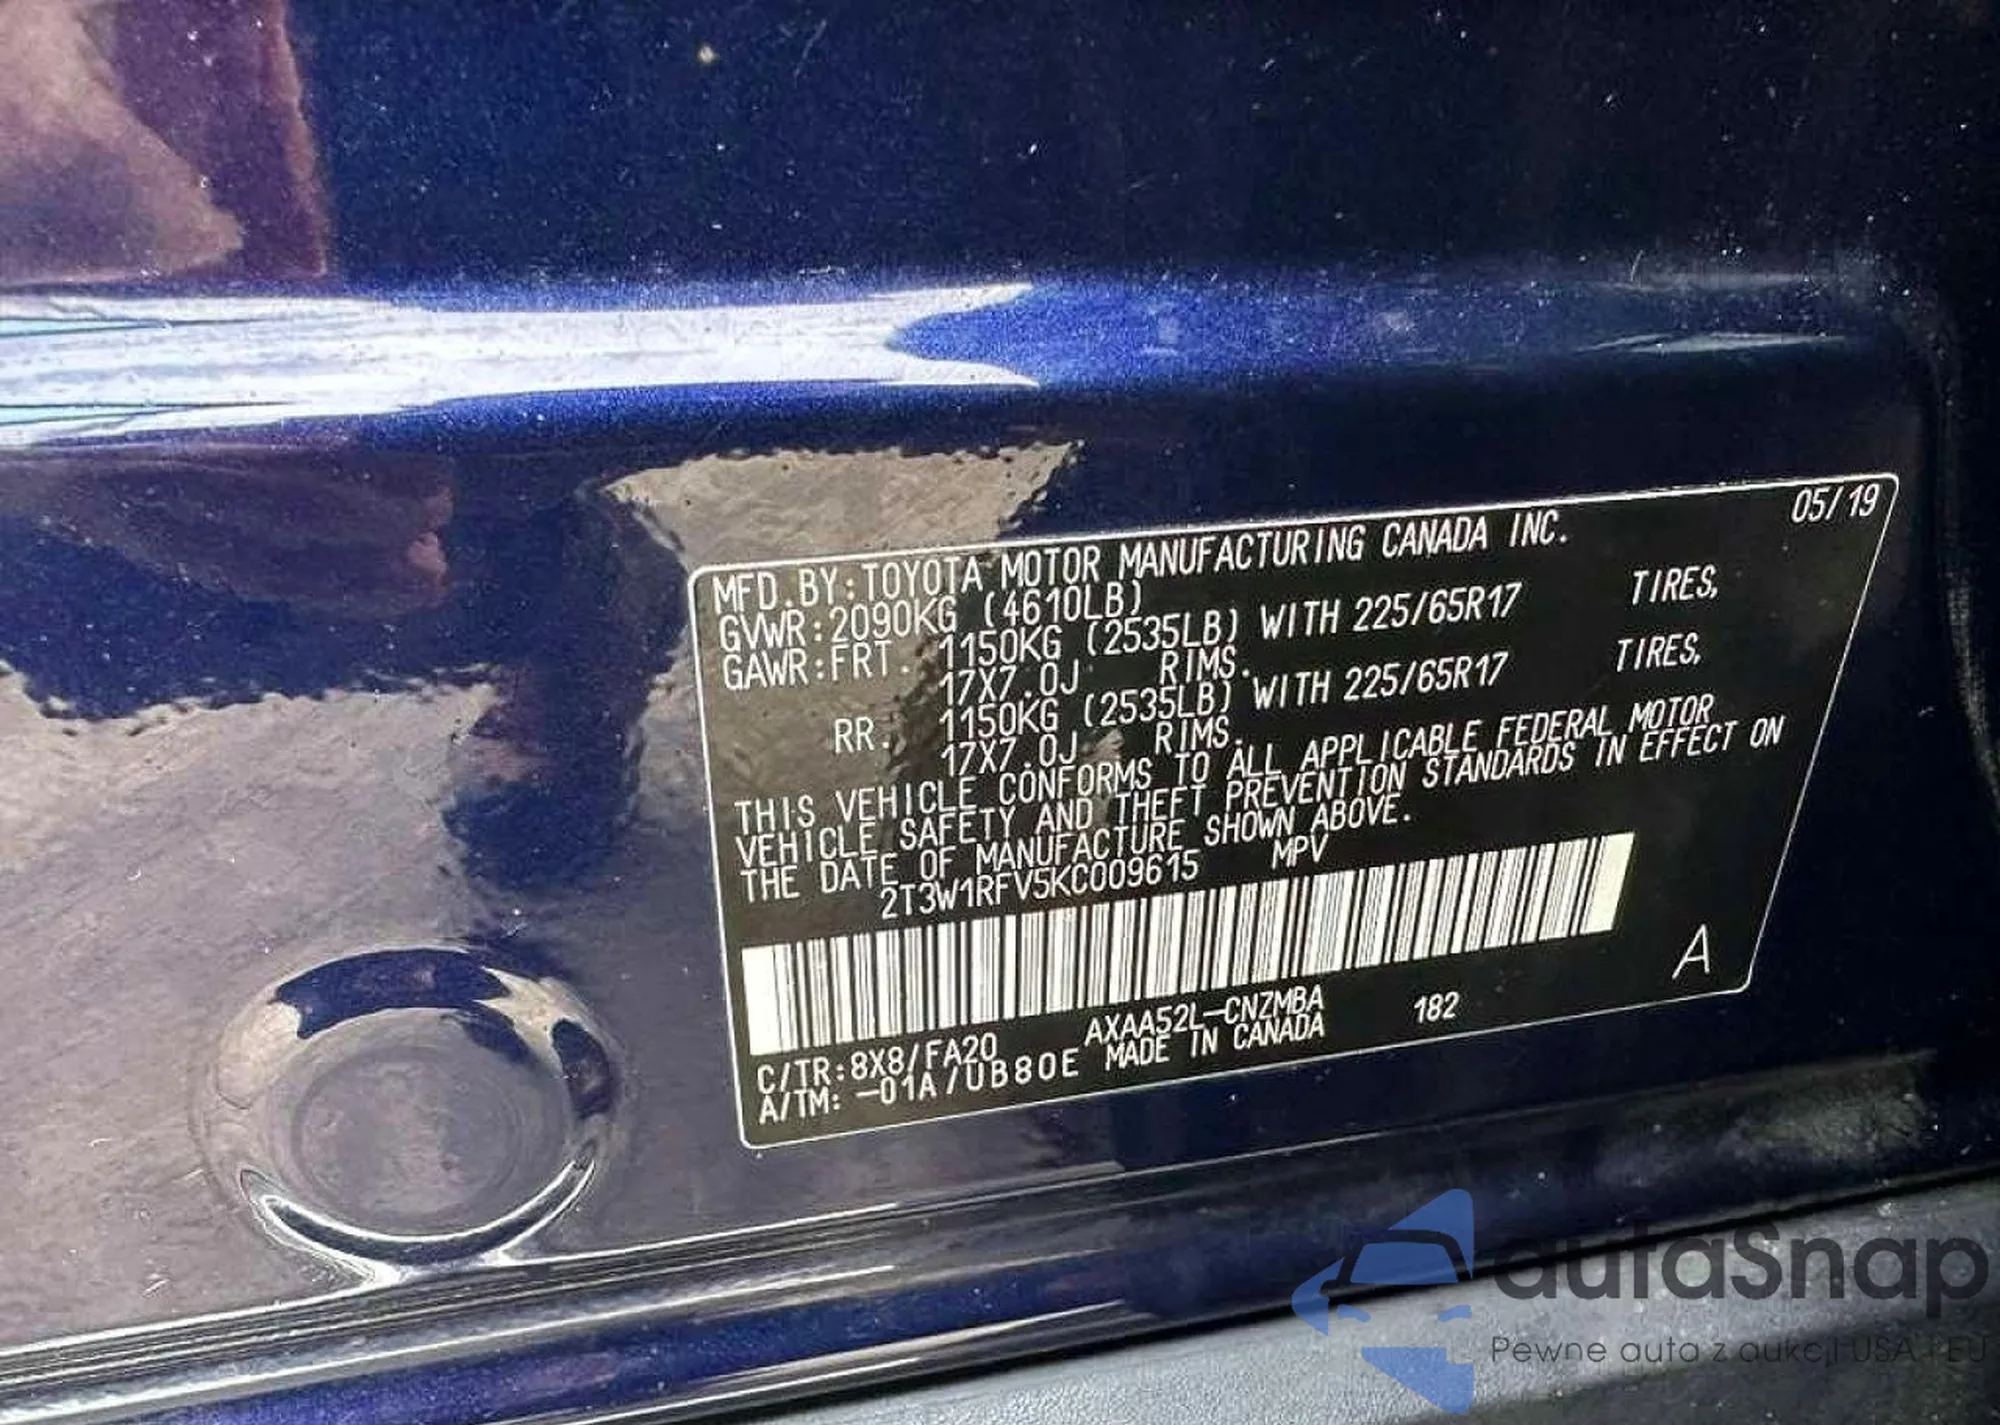 05/19
MFD.BY:TOYOTA MOTOR MANUFACTURING CANADA INC.
GVWR:2090KG (4610LB)
GAWR:FRT. 1150KG (2535LB) WITH 225/65R17 TIRES,
17X7.0J RIMS.
RR. 1150KG (2535LB) WITH 225/65R17 TIRES,
17X7.0J RIMS.
THIS VEHICLE CONFORMS TO ALL APPLICABLE FEDERAL MOTOR
VEHICLE SAFETY AND THEFT PREVENTION STANDARDS IN EFFECT ON
THE DATE OF MANUFACTURE SHOWN ABOVE.
2T3W1RFV5KC009615 MPV
A
C/TR:8X8/FA20 AXAA52L-CNZMBA 182
A/TM: -01A/UB80E MADE IN CANADA
autaSnap
Pewne auta z aukcji USA i EU